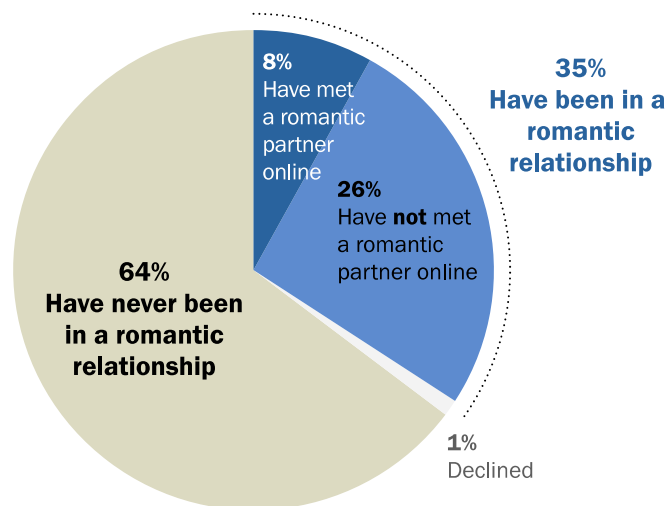 8%
Have met
a romantic
partner
online
35%
Have been in a
romantic
relationship
26%
Have not met
a romantic
partner online
64%
Have never been
in a romantic
relationship
1%
Declined